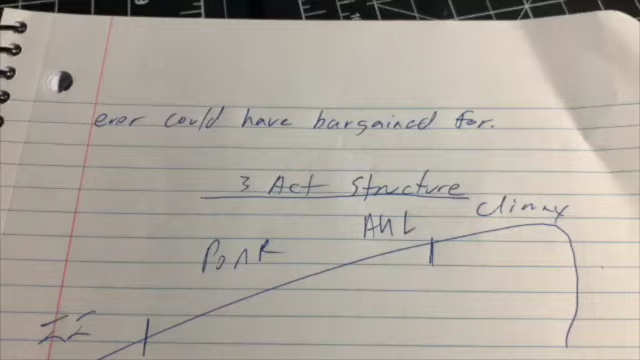 ever could have bargained for.
3 Act Structure
Climax
AHL
PonR
II